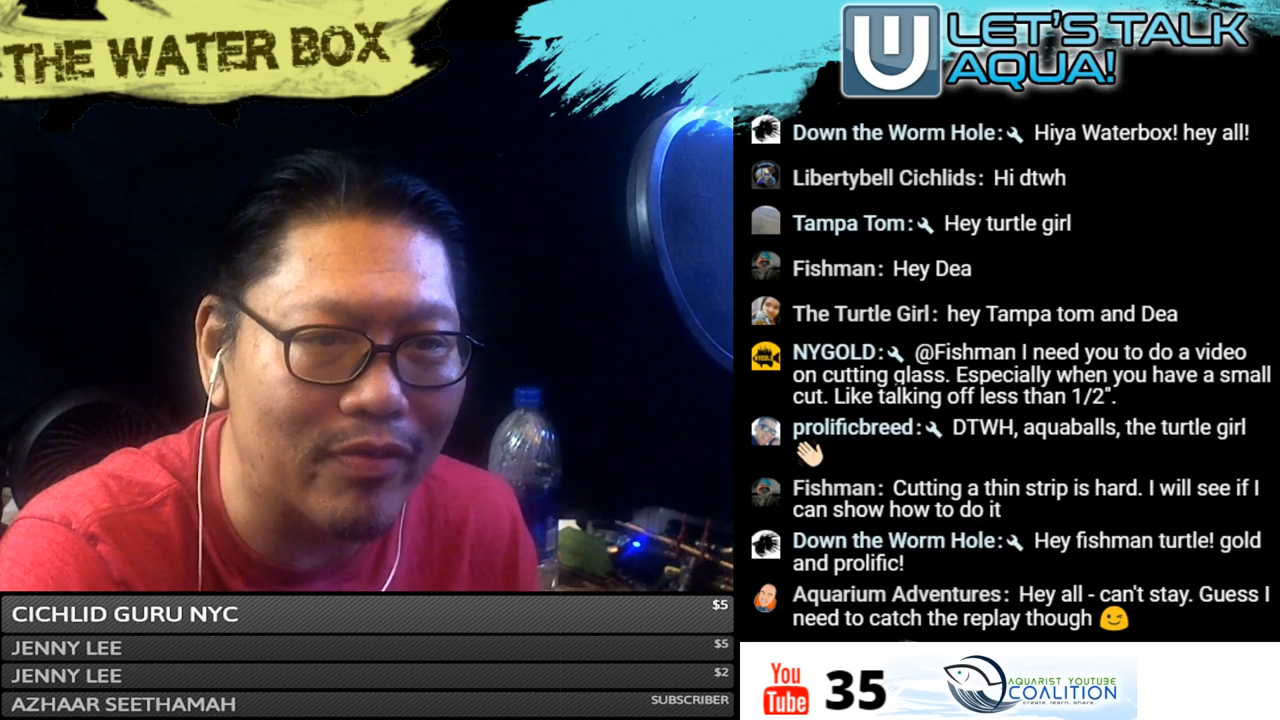 THE WATER BOX
U LET'S TALK
AQUA!
Down the Worm Hole: Hiya Waterbox! hey all!
Libertybell Cichlids: Hi dtwh
Tampa Tom: Hey turtle girl
Fishman: Hey Dea
The Turtle Girl: hey Tampa tom and Dea
NYGOLD: @Fishman I need you to do a video
on cutting glass. Especially when you have a small
cut. Like talking off less than 1/2".
prolificbreed: DTWH, aquaballs, the turtle girl
👋🏻
Fishman: Cutting a thin strip is hard. I will see if I
can show how to do it
Down the Worm Hole: Hey fishman turtle! gold
and prolific!
Aquarium Adventures: Hey all - can't stay. Guess I
need to catch the replay though 😉
CICHLID GURU NYC $5
JENNY LEE $5
JENNY LEE $2
AZHAAR SEETHAMAH SUBSCRIBER
You
Tube
35
AQUARIST YOUTUBE
COALITION
create. learn. share.